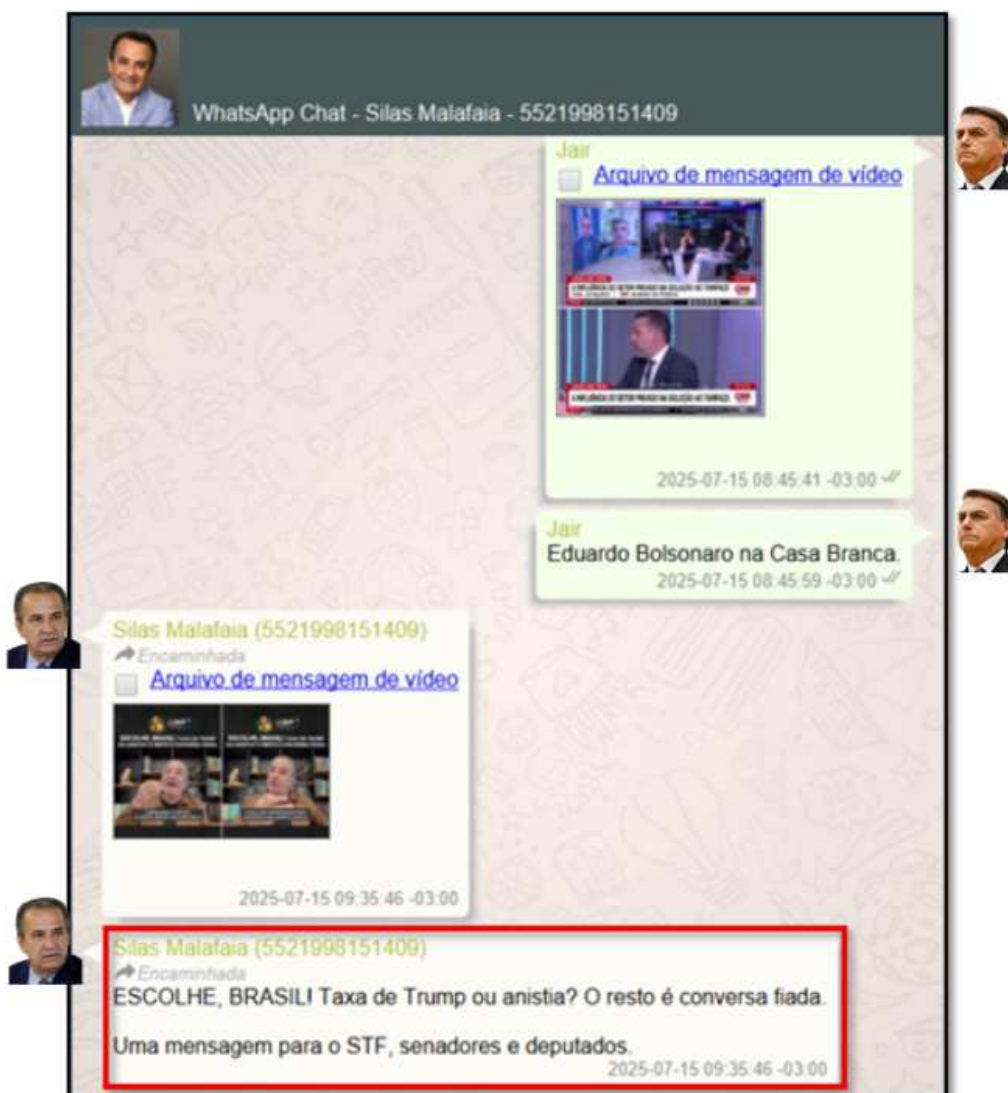 WhatsApp Chat - Silas Malafaia - 5521998151409
Jair
Arquivo de mensagem de vídeo
2025-07-15 08:45:41 -03:00
Jair
Eduardo Bolsonaro na Casa Branca.
2025-07-15 08:45:59 -03:00
Silas Malafaia (5521998151409)
Encaminhada
Arquivo de mensagem de vídeo
2025-07-15 09:35:46 -03:00
Silas Malafaia (5521998151409)
Encaminhada
ESCOLHE, BRASIL! Taxa de Trump ou anistia? O resto é conversa fiada.
Uma mensagem para o STF, senadores e deputados.
2025-07-15 09:35:46 -03:00